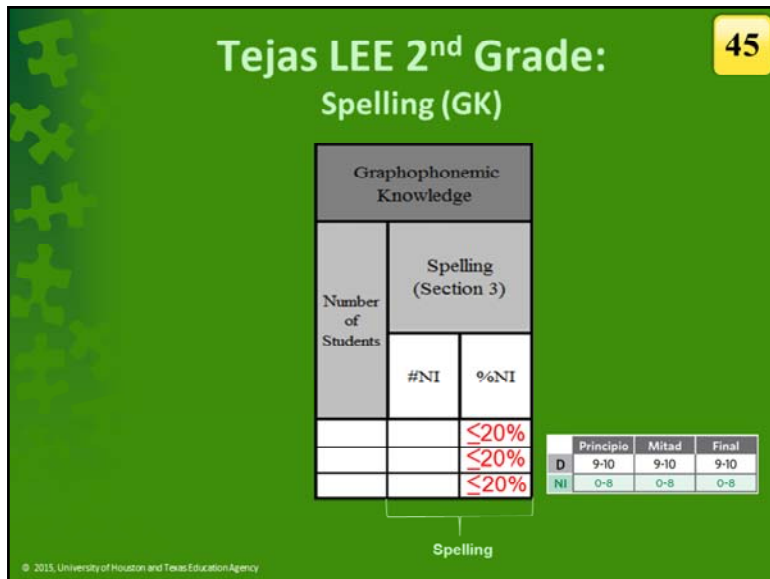 Tejas LEE 2nd Grade:
Spelling (GK)
45
Graphophonemic
Knowledge
Number
of
Students
Spelling
(Section 3)
#NI
%NI
≤20%
≤20%
≤20%
Principio Mitad Final
D 9-10 9-10 9-10
NI 0-8 0-8 0-8
Spelling
© 2015, University of Houston and Texas Education Agency